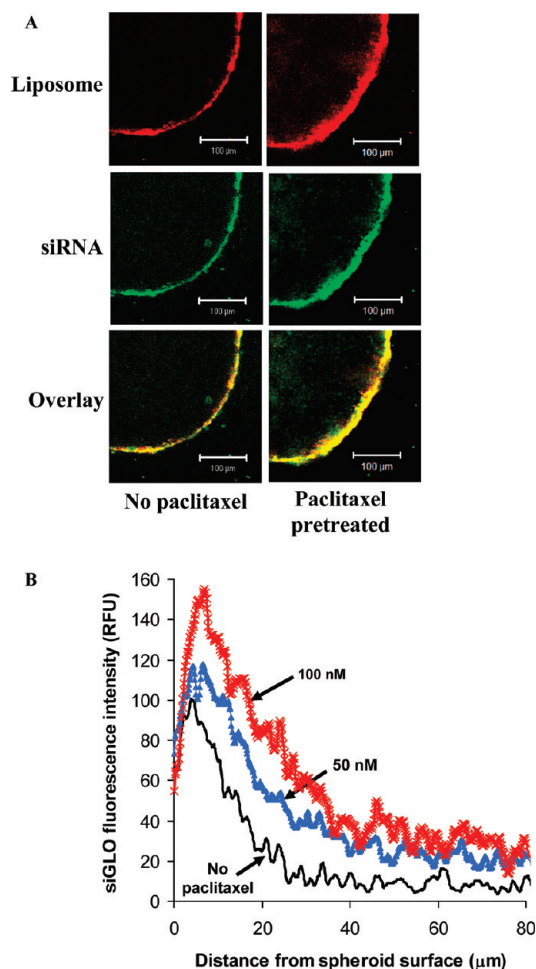 A
Liposome
100 µm
100 µm
siRNA
100 µm
100 µm
Overlay
100 µm
100 µm
No paclitaxel
Paclitaxel
pretreated
B
siGLO fluorescence intensity (RFU)
160
140
120
100
80
60
40
20
0
100 nM
50 nM
No
paclitaxel
0
20
40
60
80
Distance from spheroid surface (µm)